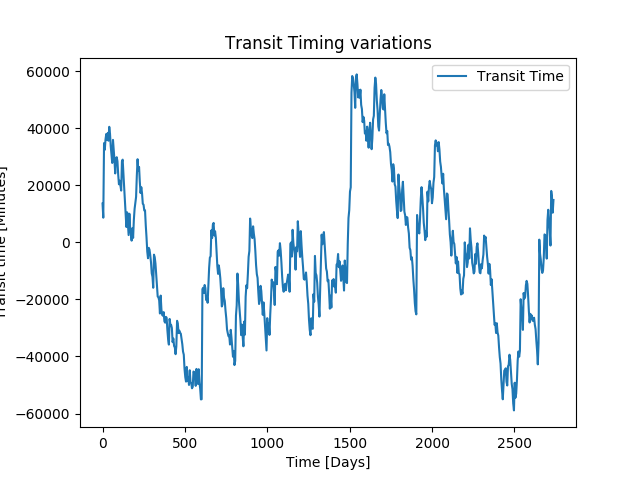 Transit Timing variations
Transit Time
60000
40000
20000
0
−20000
−40000
−60000
Transit time [Minutes]
0 500 1000 1500 2000 2500
Time [Days]